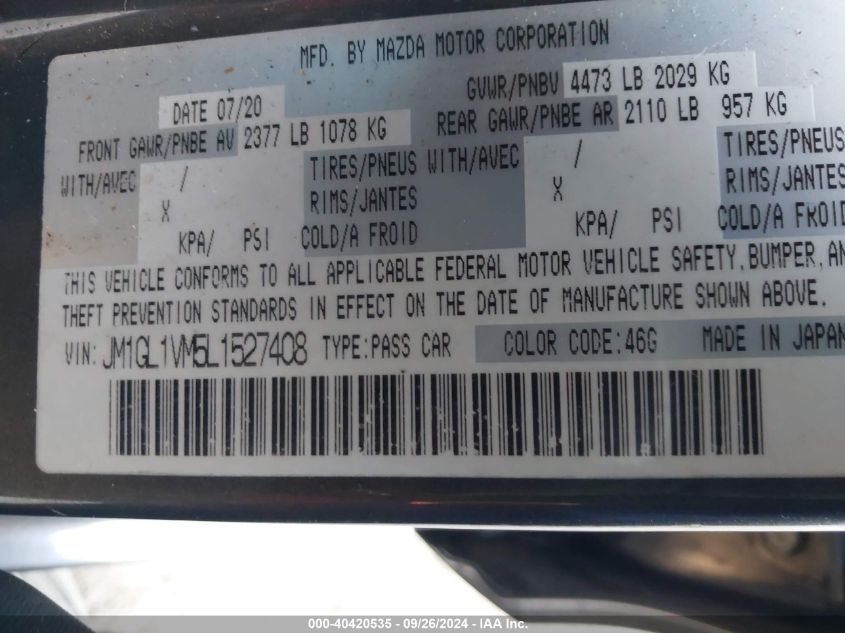 MFD. BY MAZDA MOTOR CORPORATION
DATE 07/20 GVWR/PNBV 4473 LB 2029 KG
FRONT GAWR/PNBE AV 2377 LB 1078 KG REAR GAWR/PNBE AR 2110 LB 957 KG
WITH/AVEC / TIRES/PNEUS WITH/AVEC / TIRES/PNEUS
X RIMS/JANTES X RIMS/JANTES
KPA/ PSI COLD/A FROID KPA/ PSI COLD/A FROID
THIS VEHICLE CONFORMS TO ALL APPLICABLE FEDERAL MOTOR VEHICLE SAFETY, BUMPER, AN
THEFT PREVENTION STANDARDS IN EFFECT ON THE DATE OF MANUFACTURE SHOWN ABOVE.
VIN: JM1GL1VM5L1527408 TYPE:PASS CAR COLOR CODE:46G MADE IN JAPAN
000-40420535 - 09/26/2024 - IAA Inc.